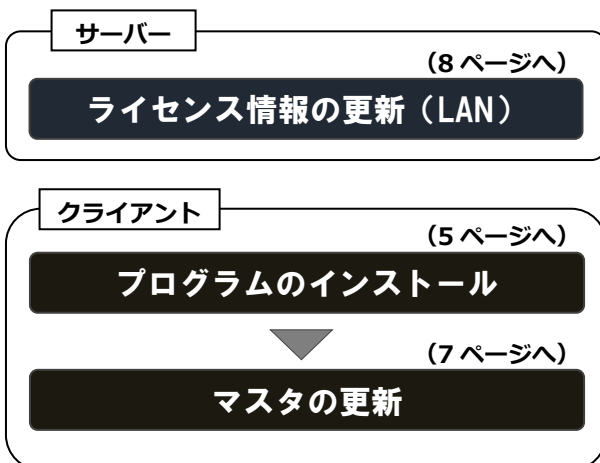 サーバー
（8 ページへ）
ライセンス情報の更新（LAN）
クライアント
（5 ページへ）
プログラムのインストール
（7 ページへ）
マスタの更新